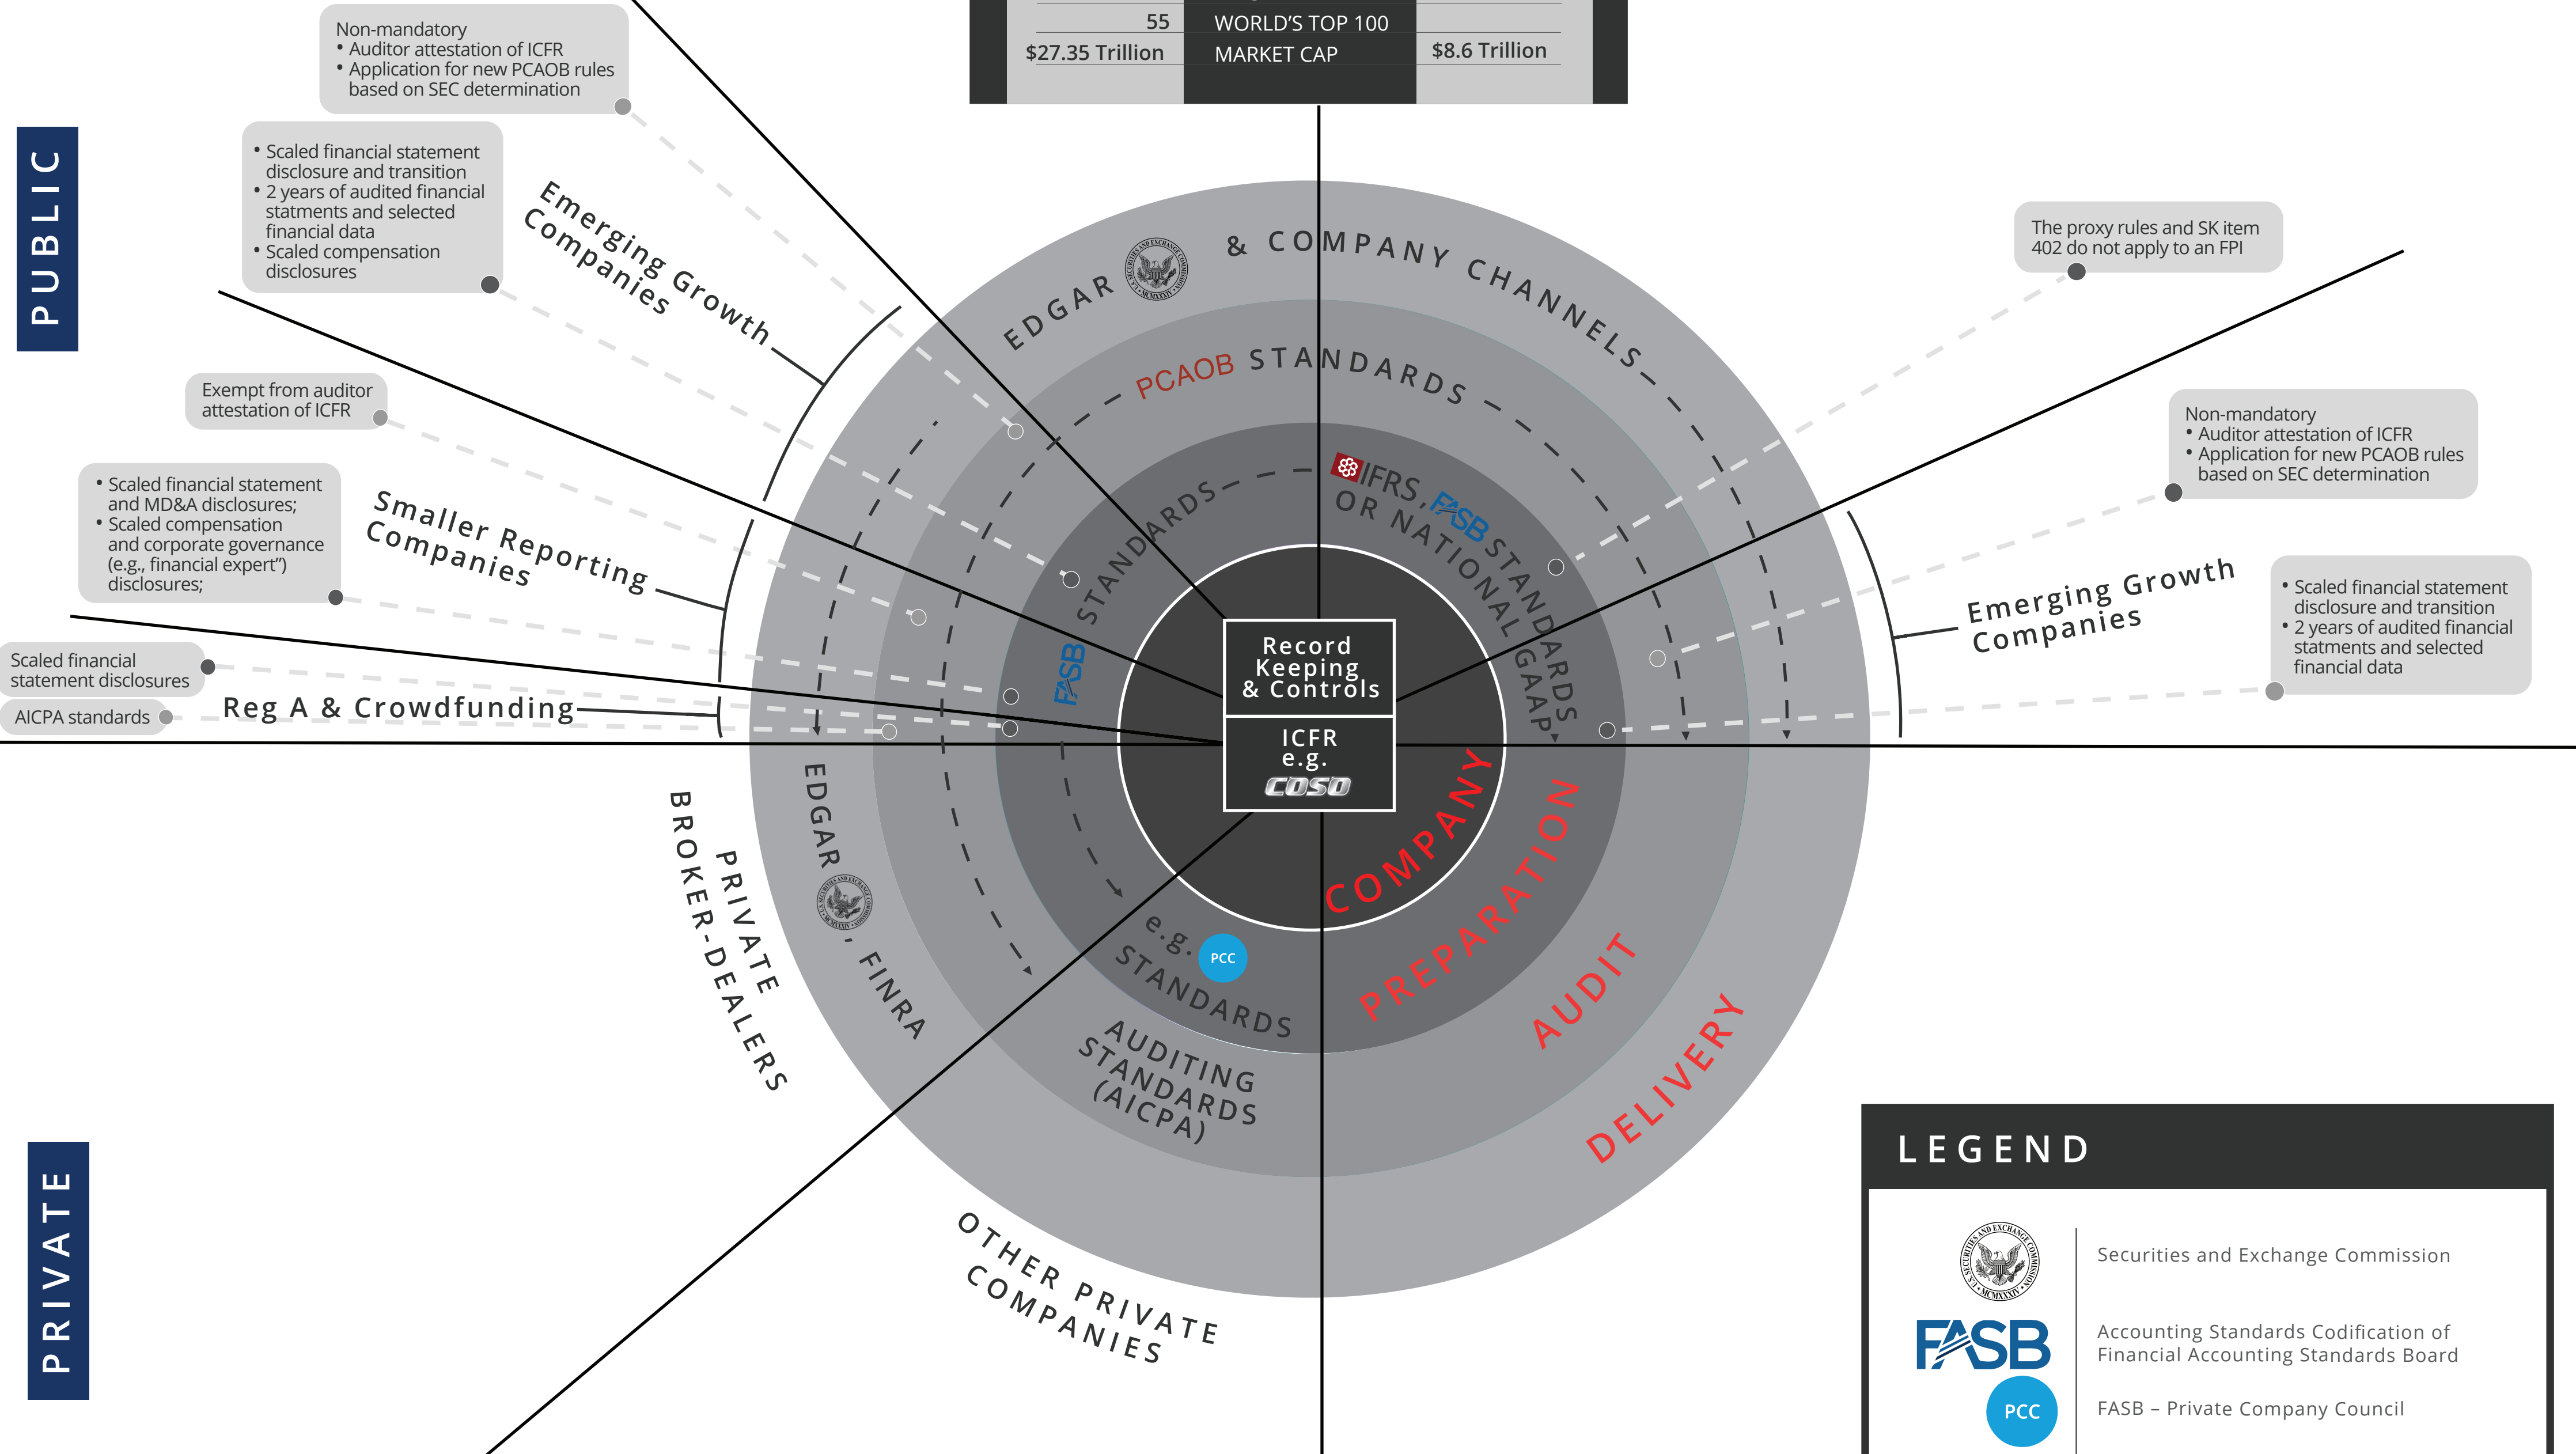 55 WORLD'S TOP 100
$27.35 Trillion MARKET CAP $8.6 Trillion
PUBLIC
Non-mandatory
• Auditor attestation of ICFR
• Application for new PCAOB rules
based on SEC determination
• Scaled financial statement
disclosure and transition
• 2 years of audited financial
statments and selected
financial data
• Scaled compensation
disclosures
Emerging Growth
Companies
Exempt from auditor
attestation of ICFR
• Scaled financial statement
and MD&A disclosures;
• Scaled compensation
and corporate governance
(e.g., financial expert”)
disclosures;
Smaller Reporting
Companies
Scaled financial
statement disclosures
AICPA standards
Reg A & Crowdfunding
EDGAR & COMPANY CHANNELS
PCAOB STANDARDS
FASB STANDARDS
IFRS, FASB STANDARDS
OR NATIONAL GAAP
The proxy rules and SK item
402 do not apply to an FPI
Non-mandatory
• Auditor attestation of ICFR
• Application for new PCAOB rules
based on SEC determination
Emerging Growth
Companies
• Scaled financial statement
disclosure and transition
• 2 years of audited financial
statments and selected
financial data
Record
Keeping
& Controls
ICFR
e.g.
COSO
COMPANY
PREPARATION
AUDIT
DELIVERY
PRIVATE
EDGAR, FINRA
PRIVATE
BROKER-DEALERS
e.g. PCC
STANDARDS
AUDITING
STANDARDS
(AICPA)
OTHER PRIVATE
COMPANIES
LEGEND
U.S. SECURITIES AND EXCHANGE COMMISSION MCMXXXIV
Securities and Exchange Commission
FASB
Accounting Standards Codification of
Financial Accounting Standards Board
PCC
FASB – Private Company Council